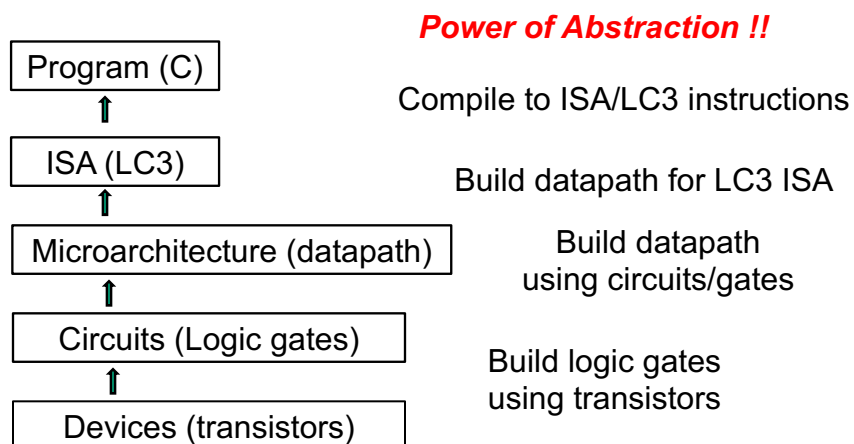 Power of Abstraction !!
Program (C)
Compile to ISA/LC3 instructions
ISA (LC3)
Build datapath for LC3 ISA
Microarchitecture (datapath)
Build datapath
using circuits/gates
Circuits (Logic gates)
Build logic gates
using transistors
Devices (transistors)